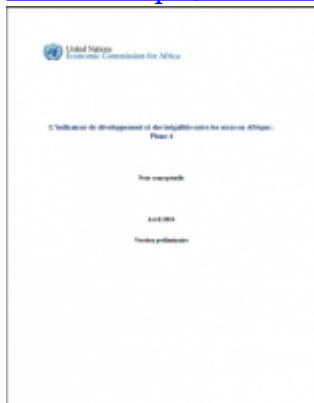 United Nations
Economic Commission for Africa
L'Indicateur de développement et des inégalités entre les sexes en Afrique :
Phase
Note conceptuelle
Avril
Version préliminaire